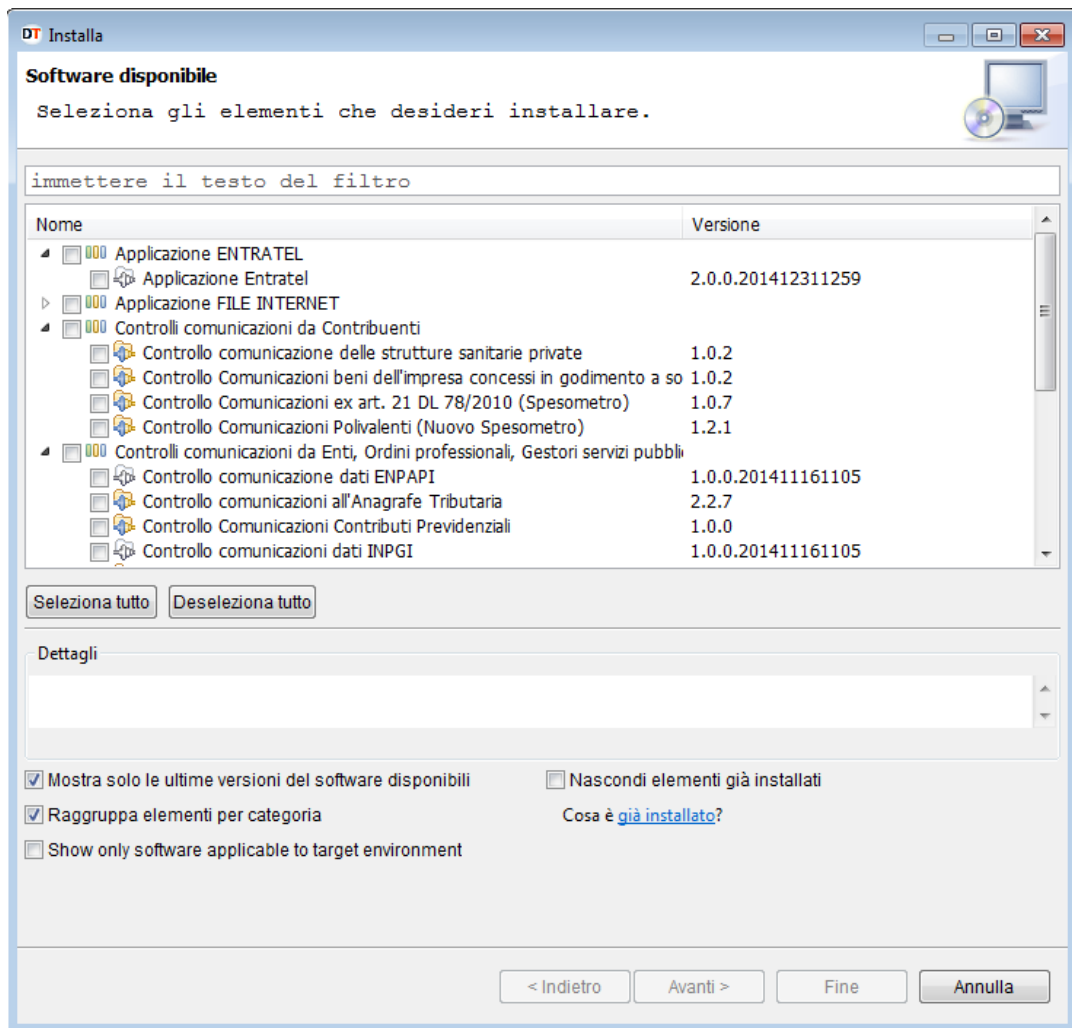 DT Installa
Software disponibile
Seleziona gli elementi che desideri installare.
immettere il testo del filtro
Nome Versione
Applicazione ENTRATEL
Applicazione Entratel 2.0.0.201412311259
Applicazione FILE INTERNET
Controlli comunicazioni da Contribuenti
Controllo comunicazione delle strutture sanitarie private 1.0.2
Controllo Comunicazioni beni dell'impresa concessi in godimento a so 1.0.2
Controllo Comunicazioni ex art. 21 DL 78/2010 (Spesometro) 1.0.7
Controllo Comunicazioni Polivalenti (Nuovo Spesometro) 1.2.1
Controlli comunicazioni da Enti, Ordini professionali, Gestori servizi pubbli
Controllo comunicazione dati ENPAPI 1.0.0.201411161105
Controllo comunicazioni all'Anagrafe Tributaria 2.2.7
Controllo Comunicazioni Contributi Previdenziali 1.0.0
Controllo comunicazioni dati INPGI 1.0.0.201411161105
Seleziona tutto Deseleziona tutto
Dettagli
Mostra solo le ultime versioni del software disponibili Nascondi elementi già installati
Raggruppa elementi per categoria Cosa è già installato?
Show only software applicable to target environment
< Indietro Avanti > Fine Annulla